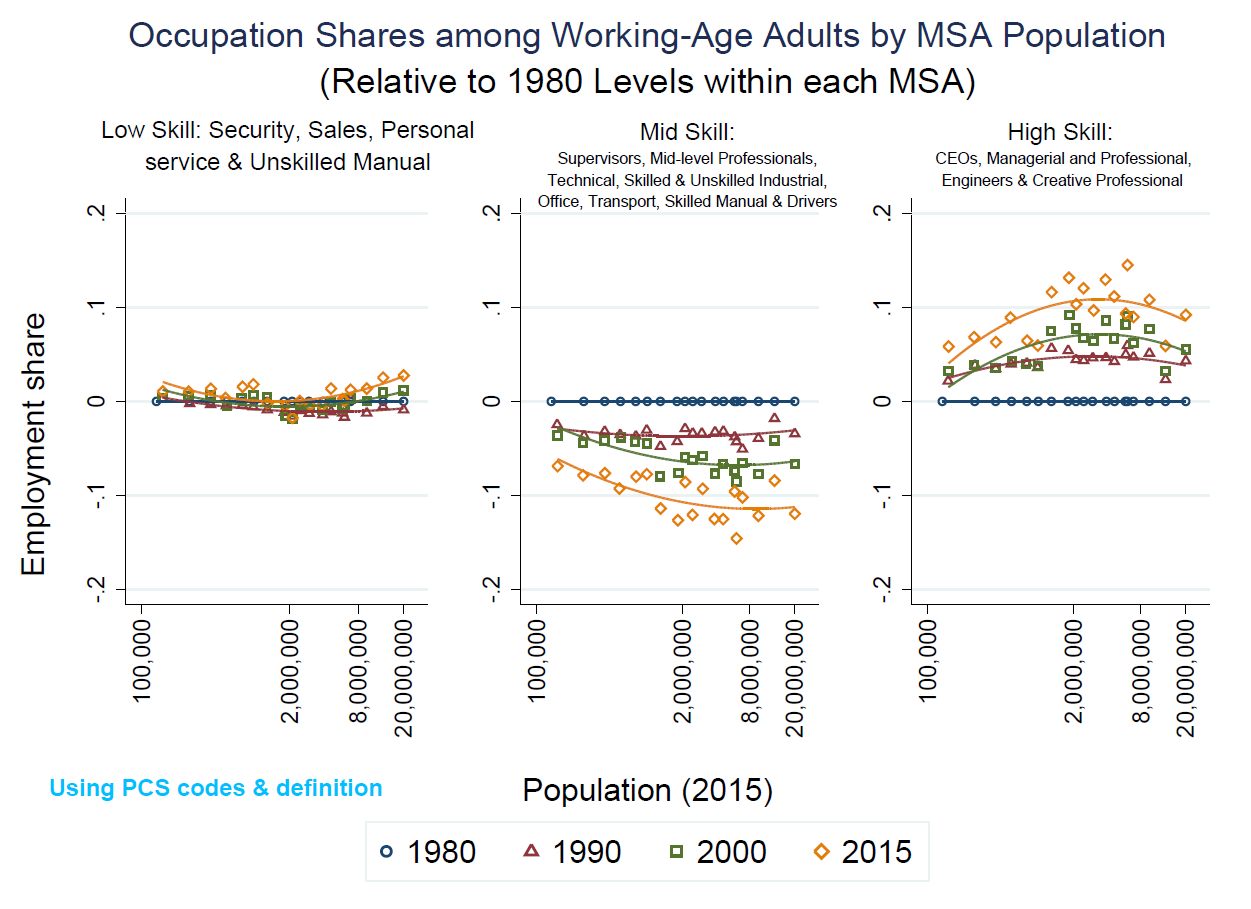 Occupation Shares among Working-Age Adults by MSA Population
(Relative to 1980 Levels within each MSA)
Low Skill: Security, Sales, Personal
service & Unskilled Manual
Mid Skill:
Supervisors, Mid-level Professionals,
Technical, Skilled & Unskilled Industrial,
Office, Transport, Skilled Manual & Drivers
High Skill:
CEOs, Managerial and Professional,
Engineers & Creative Professional
Employment share
.2
.1
0
-.1
-.2
100,000
2,000,000
8,000,000
20,000,000
.2
.1
0
-.1
-.2
100,000
2,000,000
8,000,000
20,000,000
.2
.1
0
-.1
-.2
100,000
2,000,000
8,000,000
20,000,000
Using PCS codes & definition
Population (2015)
1980 1990 2000 2015